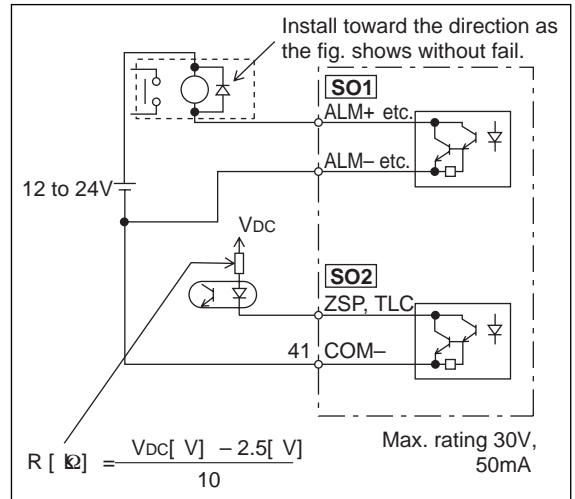 Install toward the direction as
the fig. shows without fail.
SO1
ALM+ etc.
ALM– etc.
12 to 24V
VDC
SO2
ZSP, TLC
41 COM–
Max. rating 30V,
50mA
R [ kΩ] = VDC[ V] – 2.5[ V]
10